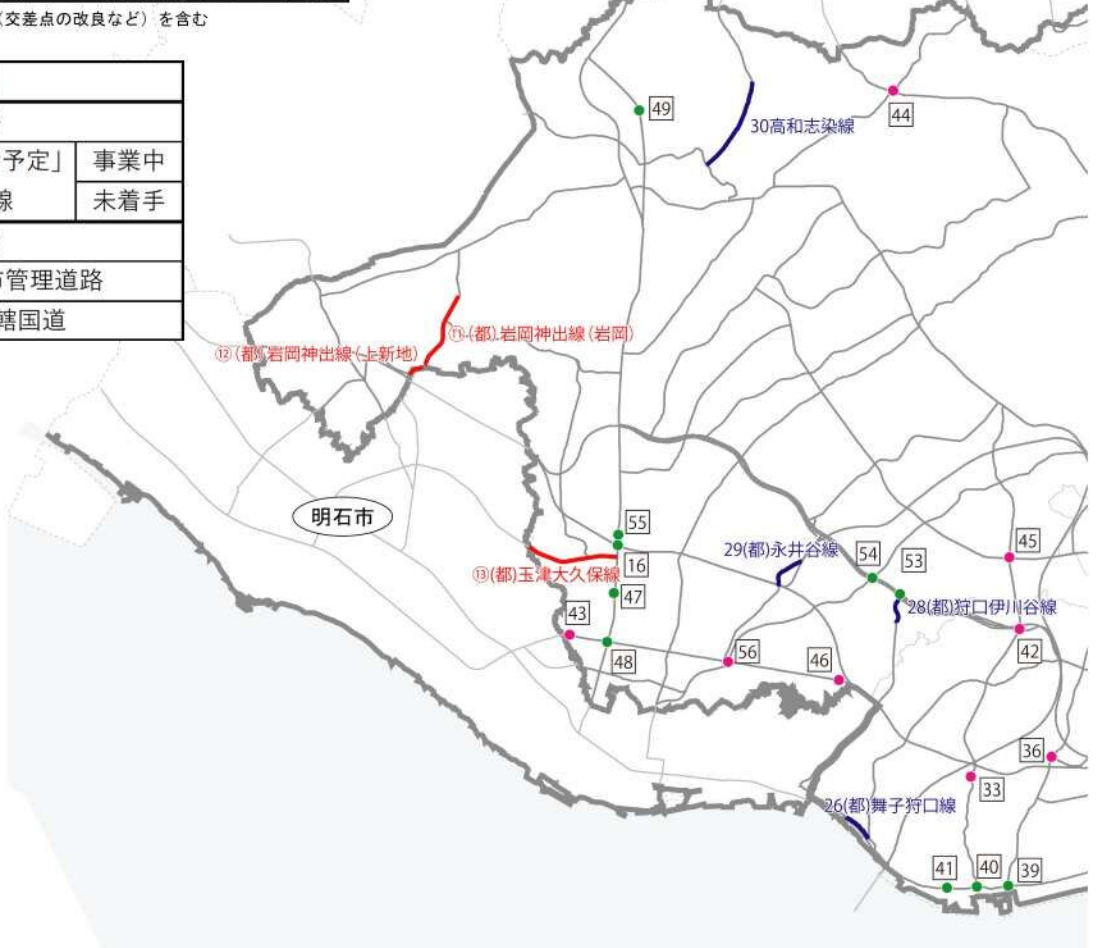 （交差点の改良など）を含む
予定」
事業中
線
未着手
市管理道路
轄国道
49
44
30高和志染線
⑪(都)岩岡神出線(岩岡)
⑫(都)岩岡神出線(上新地)
明石市
55
16
⑬(都)玉津大久保線
29(都)永井谷線
54
53
45
47
28(都)狩口伊川谷線
43
48
56
46
42
36
33
26(都)舞子狩口線
41
40
39